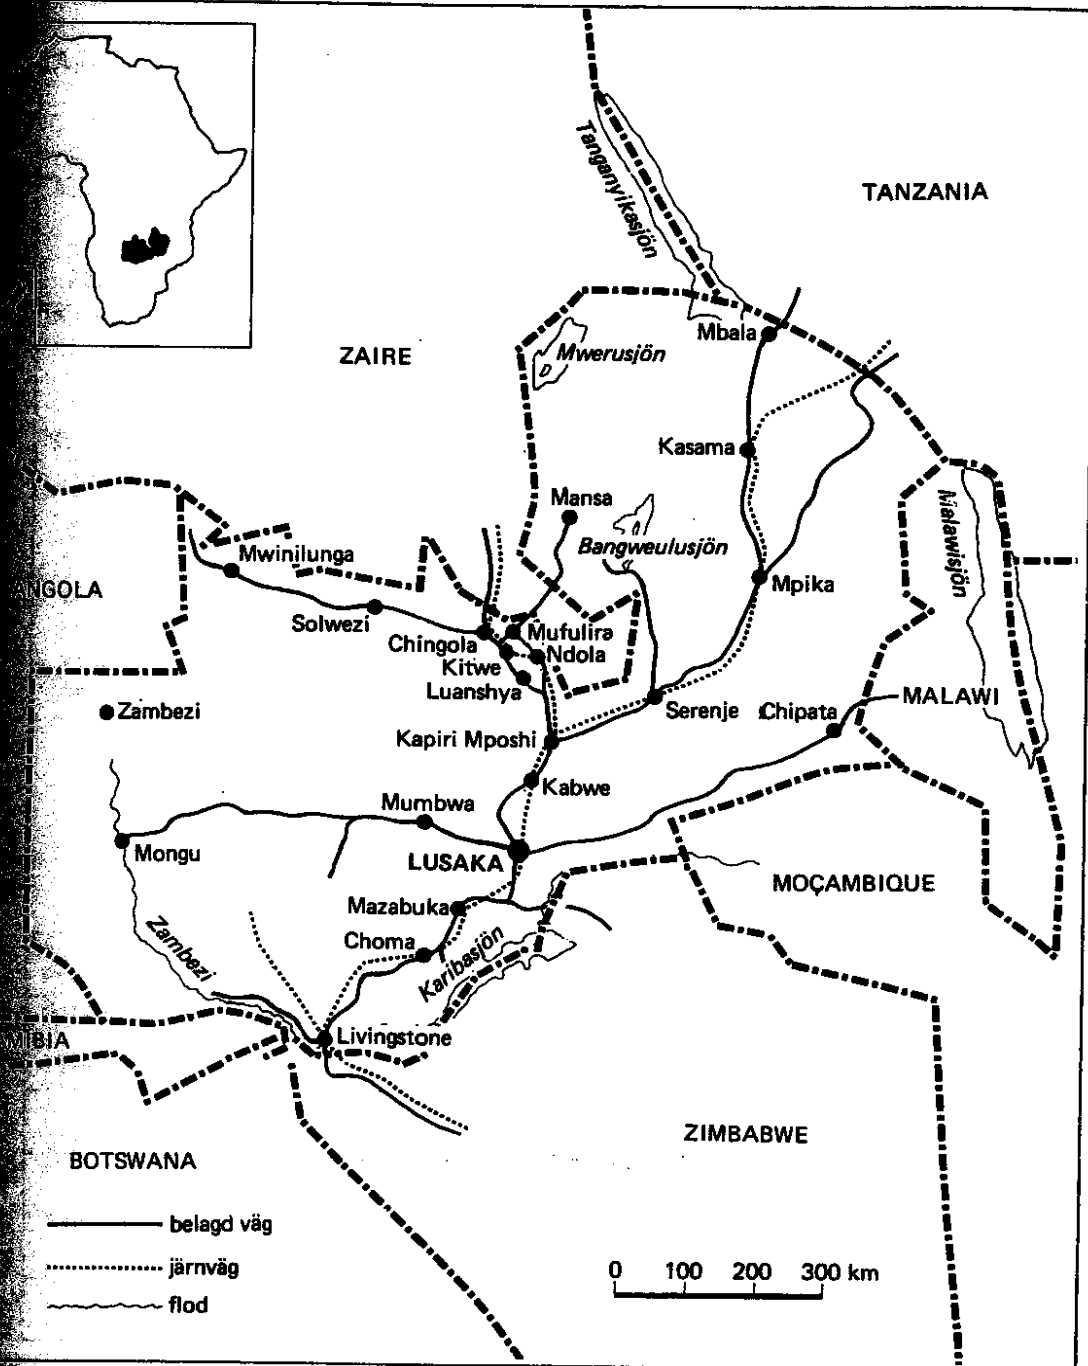 TANZANIA
Tanganyikasjön
Mbala
ZAIRE
Mwerusjön
Kasama
Mansa
Bangweulusjön
Malawisjön
Mwinilunga
Mpika
ANGOLA
Solwezi
Mufulira
Chingola
Ndola
Kitwe
Luanshya
MALAWI
Zambezi
Serenje
Chipata
Kapiri Mposhi
Kabwe
Mumbwa
Mongu
LUSAKA
MOÇAMBIQUE
Mazabuka
Choma
Zambezi
Karibasjön
MIBIA
Livingstone
ZIMBABWE
BOTSWANA
belagd väg
järnväg
flod
0 100 200 300 km